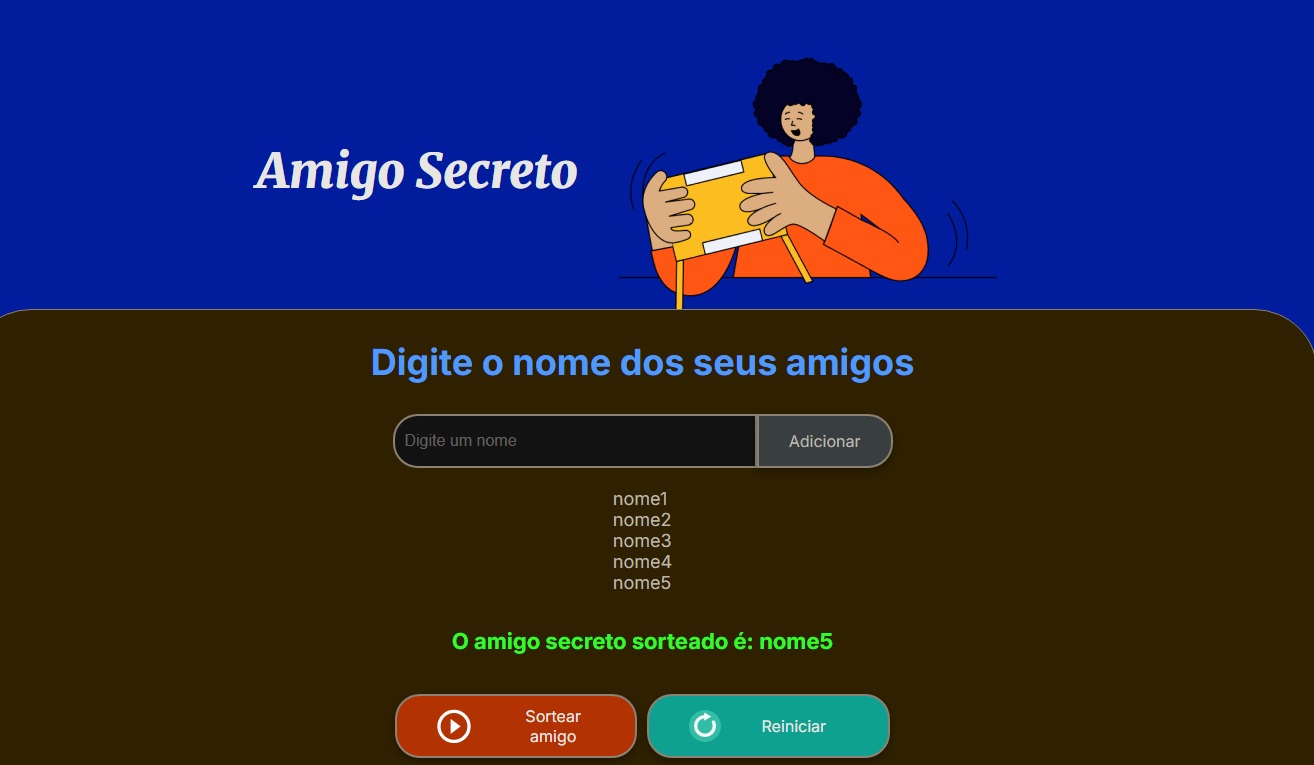 Amigo Secreto
Digite o nome dos seus amigos
Digite um nome
Adicionar
nome1
nome2
nome3
nome4
nome5
O amigo secreto sorteado é: nome5
Sortear
amigo
Reiniciar